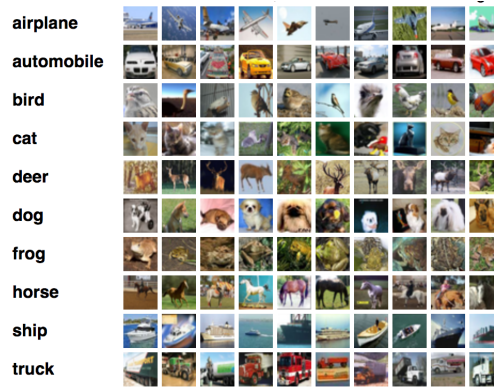 airplane
automobile
bird
cat
deer
dog
frog
horse
ship
truck